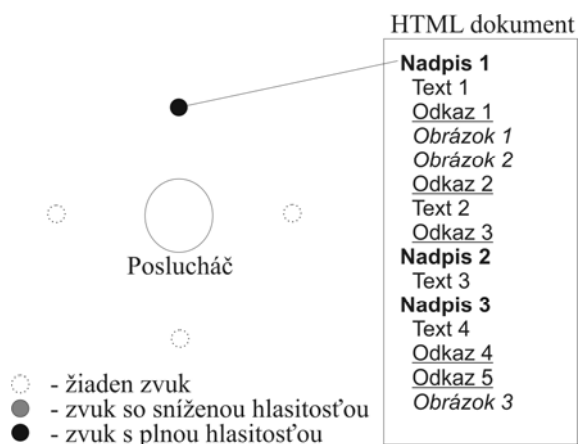 HTML dokument
Nadpis 1
Text 1
Odkaz 1
Obrázok 1
Obrázok 2
Odkaz 2
Text 2
Odkaz 3
Nadpis 2
Text 3
Nadpis 3
Text 4
Odkaz 4
Odkaz 5
Obrázok 3
Poslucháč
- žiaden zvuk
- zvuk so sníženou hlasitosťou
- zvuk s plnou hlasitosťou